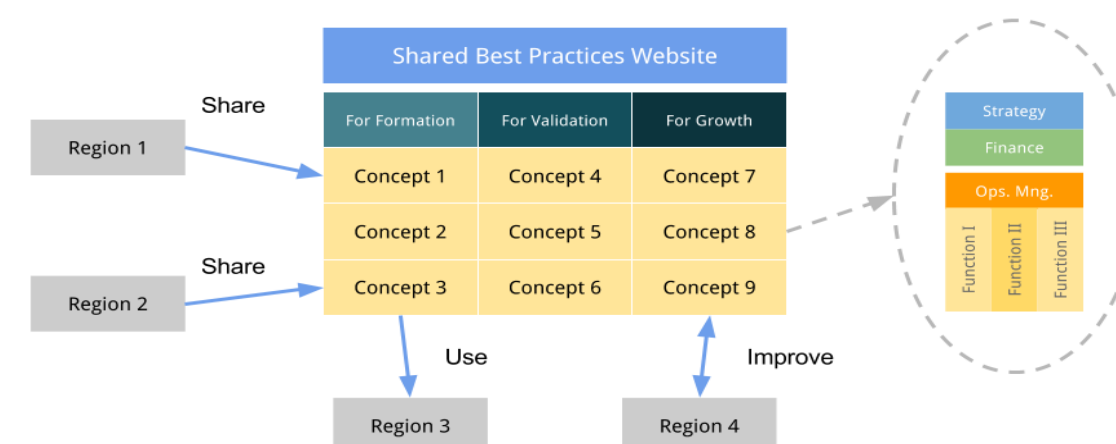 Shared Best Practices Website
Share
For Formation For Validation For Growth
Strategy
Region 1
Finance
Concept 1 Concept 4 Concept 7
Ops. Mng.
Concept 2 Concept 5 Concept 8
Function I Function II Function III
Share
Region 2
Concept 3 Concept 6 Concept 9
Use
Improve
Region 3
Region 4